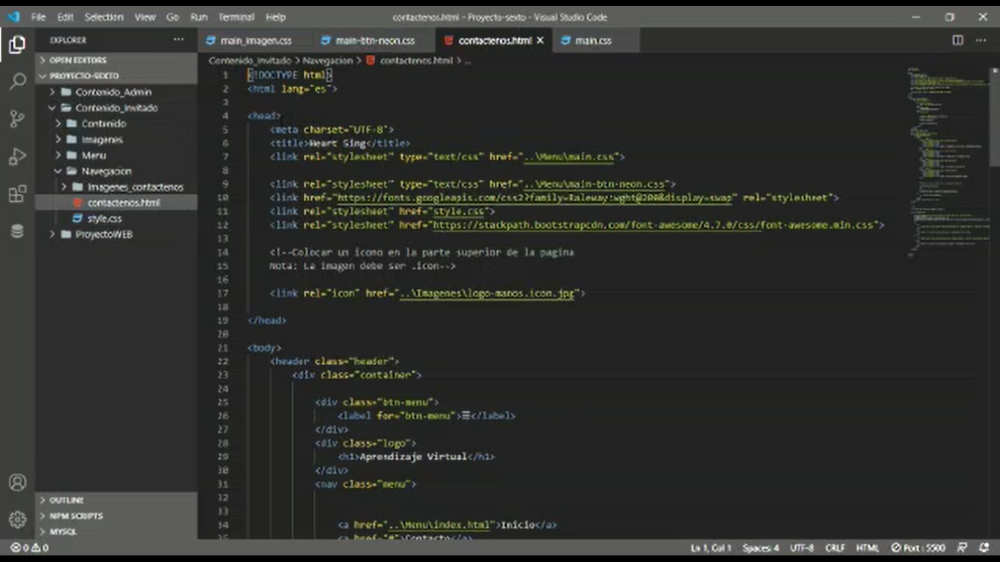 File Edit Selection View Go Run Terminal Help contactenos.html - Proyecto-sexto - Visual Studio Code
EXPLORER ... main_imagen.css main-btn-neon.css contactenos.html main.css
OPEN EDITORS
PROYECTO-SEXTO
Contenido_Admin
Contenido_Invitado
Contenido
Imagenes
Menu
Navegacion
Imagenes_contactenos
contactenos.html
style.css
ProyectoWEB
OUTLINE
NPM SCRIPTS
MYSQL
Contenido_Invitado > Navegacion > contactenos.html > ...
1 <!DOCTYPE html>
2 <html lang="es">
3
4 <head>
5 <meta charset="UTF-8">
6 <title>Heart Sing</title>
7 <link rel="stylesheet" type="text/css" href="..\Menu\main.css">
8
9 <link rel="stylesheet" type="text/css" href="..\Menu\main-btn-neon.css">
10 <link href="https://fonts.googleapis.com/css2?family=Raleway:wght@200&display=swap" rel="stylesheet">
11 <link rel="stylesheet" href="style.css">
12 <link rel="stylesheet" href="https://stackpath.bootstrapcdn.com/font-awesome/4.7.0/css/font-awesome.min.css">
13
14 <!--Colocar un icono en la parte superior de la pagina
15 Nota: La imagen debe ser .icon-->
16
17 <link rel="icon" href="..\Imagenes\logo-manos.icon.jpg">
18
19 </head>
20
21 <body>
22 <header class="header">
23 <div class="container">
24
25 <div class="btn-menu">
26 <label for="btn-menu">☰</label>
27 </div>
28 <div class="logo">
29 <h1>Aprendizaje Virtual</h1>
30 </div>
31 <nav class="menu">
32
33
34 <a href="..\Menu\index.html">Inicio</a>
35 <a href="#">Contacto</a>
0 0 Ln 1, Col 1 Spaces: 4 UTF-8 CRLF HTML Port : 5500